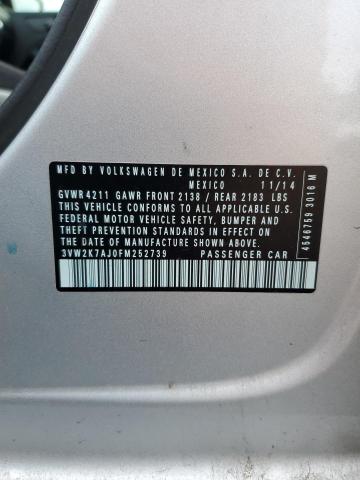 MFD BY VOLKSWAGEN DE MEXICO S.A. DE C.V.
MEXICO 11/14
GVWR 4211 GAWR FRONT 2138 / REAR 2183 LBS
THIS VEHICLE CONFORMS TO ALL APPLICABLE U.S.
FEDERAL MOTOR VEHICLE SAFETY, BUMPER AND
THEFT PREVENTION STANDARDS IN EFFECT ON THE
DATE OF MANUFACTURE SHOWN ABOVE.
3VW2K7AJ0FM252739 PASSENGER CAR
4546759 3016 M